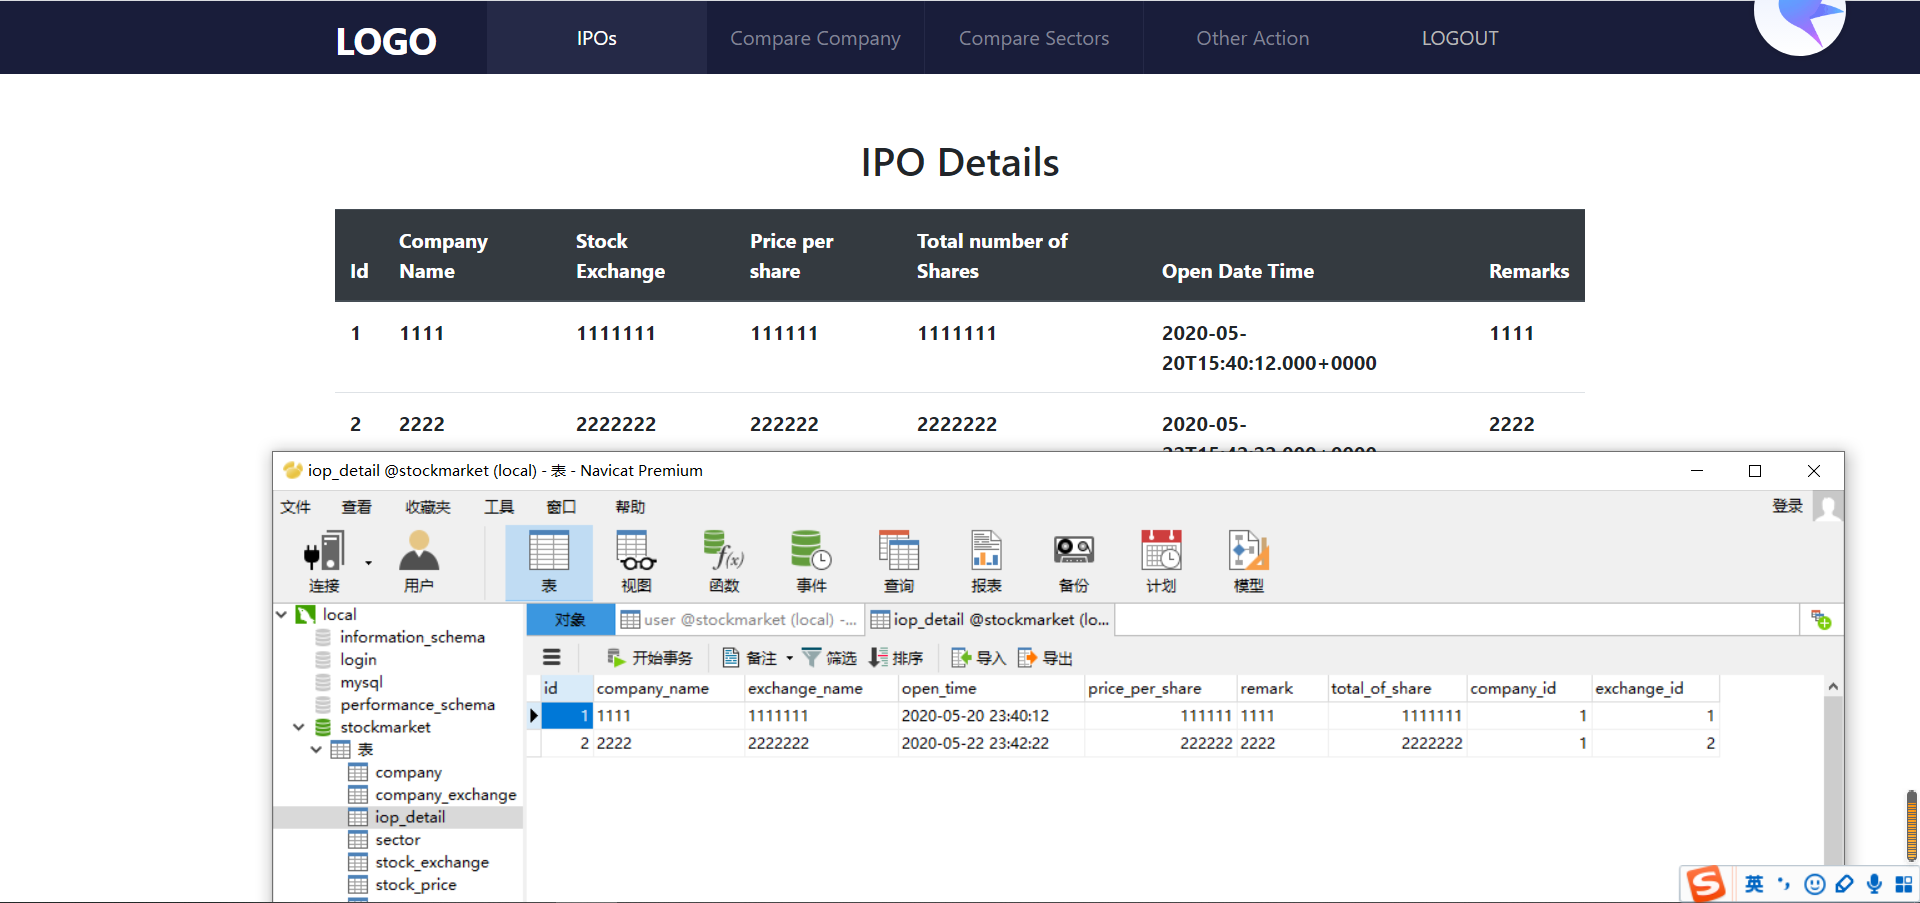 LOGO IPOs Compare Company Compare Sectors Other Action LOGOUT
IPO Details
Id Company Name Stock Exchange Price per share Total number of Shares Open Date Time Remarks
1 1111 1111111 111111 1111111 2020-05-20T15:40:12.000+0000 1111
2 2222 2222222 222222 2222222 2020-05- 2222
iop_detail @stockmarket (local) - 表 - Navicat Premium
文件 查看 收藏夹 工具 窗口 帮助 登录
连接 用户 表 视图 函数 事件 查询 报表 备份 计划 模型
local
information_schema
login
mysql
performance_schema
stockmarket
表
company
company_exchange
iop_detail
sector
stock_exchange
stock_price
对象 user @stockmarket (local) -... iop_detail @stockmarket (lo...
开始事务 备注 筛选 排序 导入 导出
id company_name exchange_name open_time price_per_share remark total_of_share company_id exchange_id
1 1111 1111111 2020-05-20 23:40:12 111111 1111 1111111 1 1
2 2222 2222222 2020-05-22 23:42:22 222222 2222 2222222 1 2
S 英